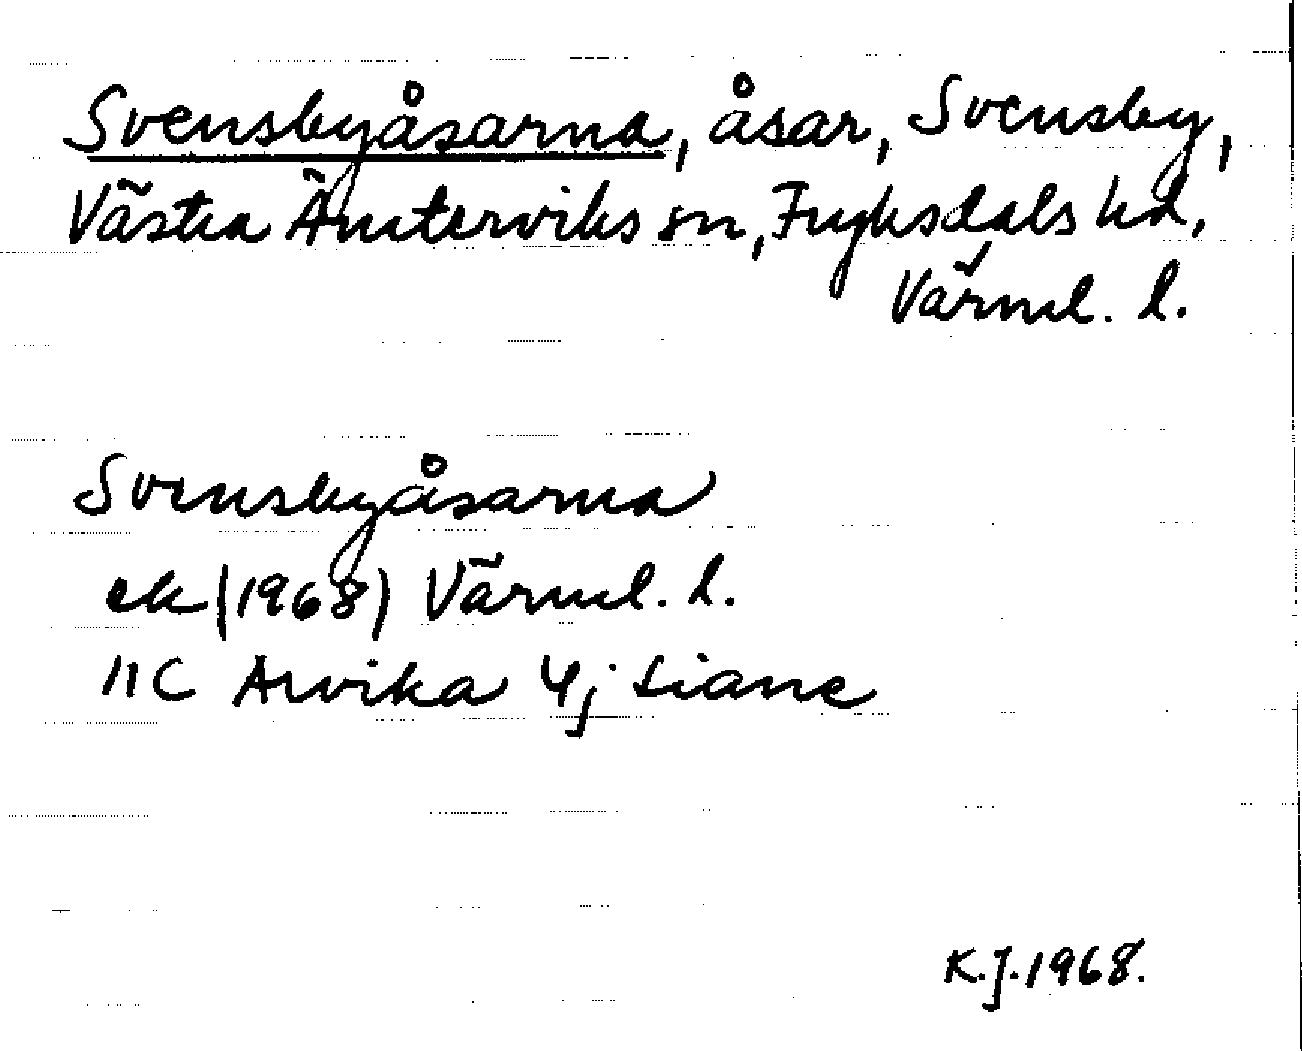 Svensbyåsarna, åsar, Svensby,
Västra Ämterviks sn, Fryksdals hd,
Värml. l.
Svensbyåsarna
ek (1968) Värml. l.
11C Arvika 4j Liane
K.J. 1968.